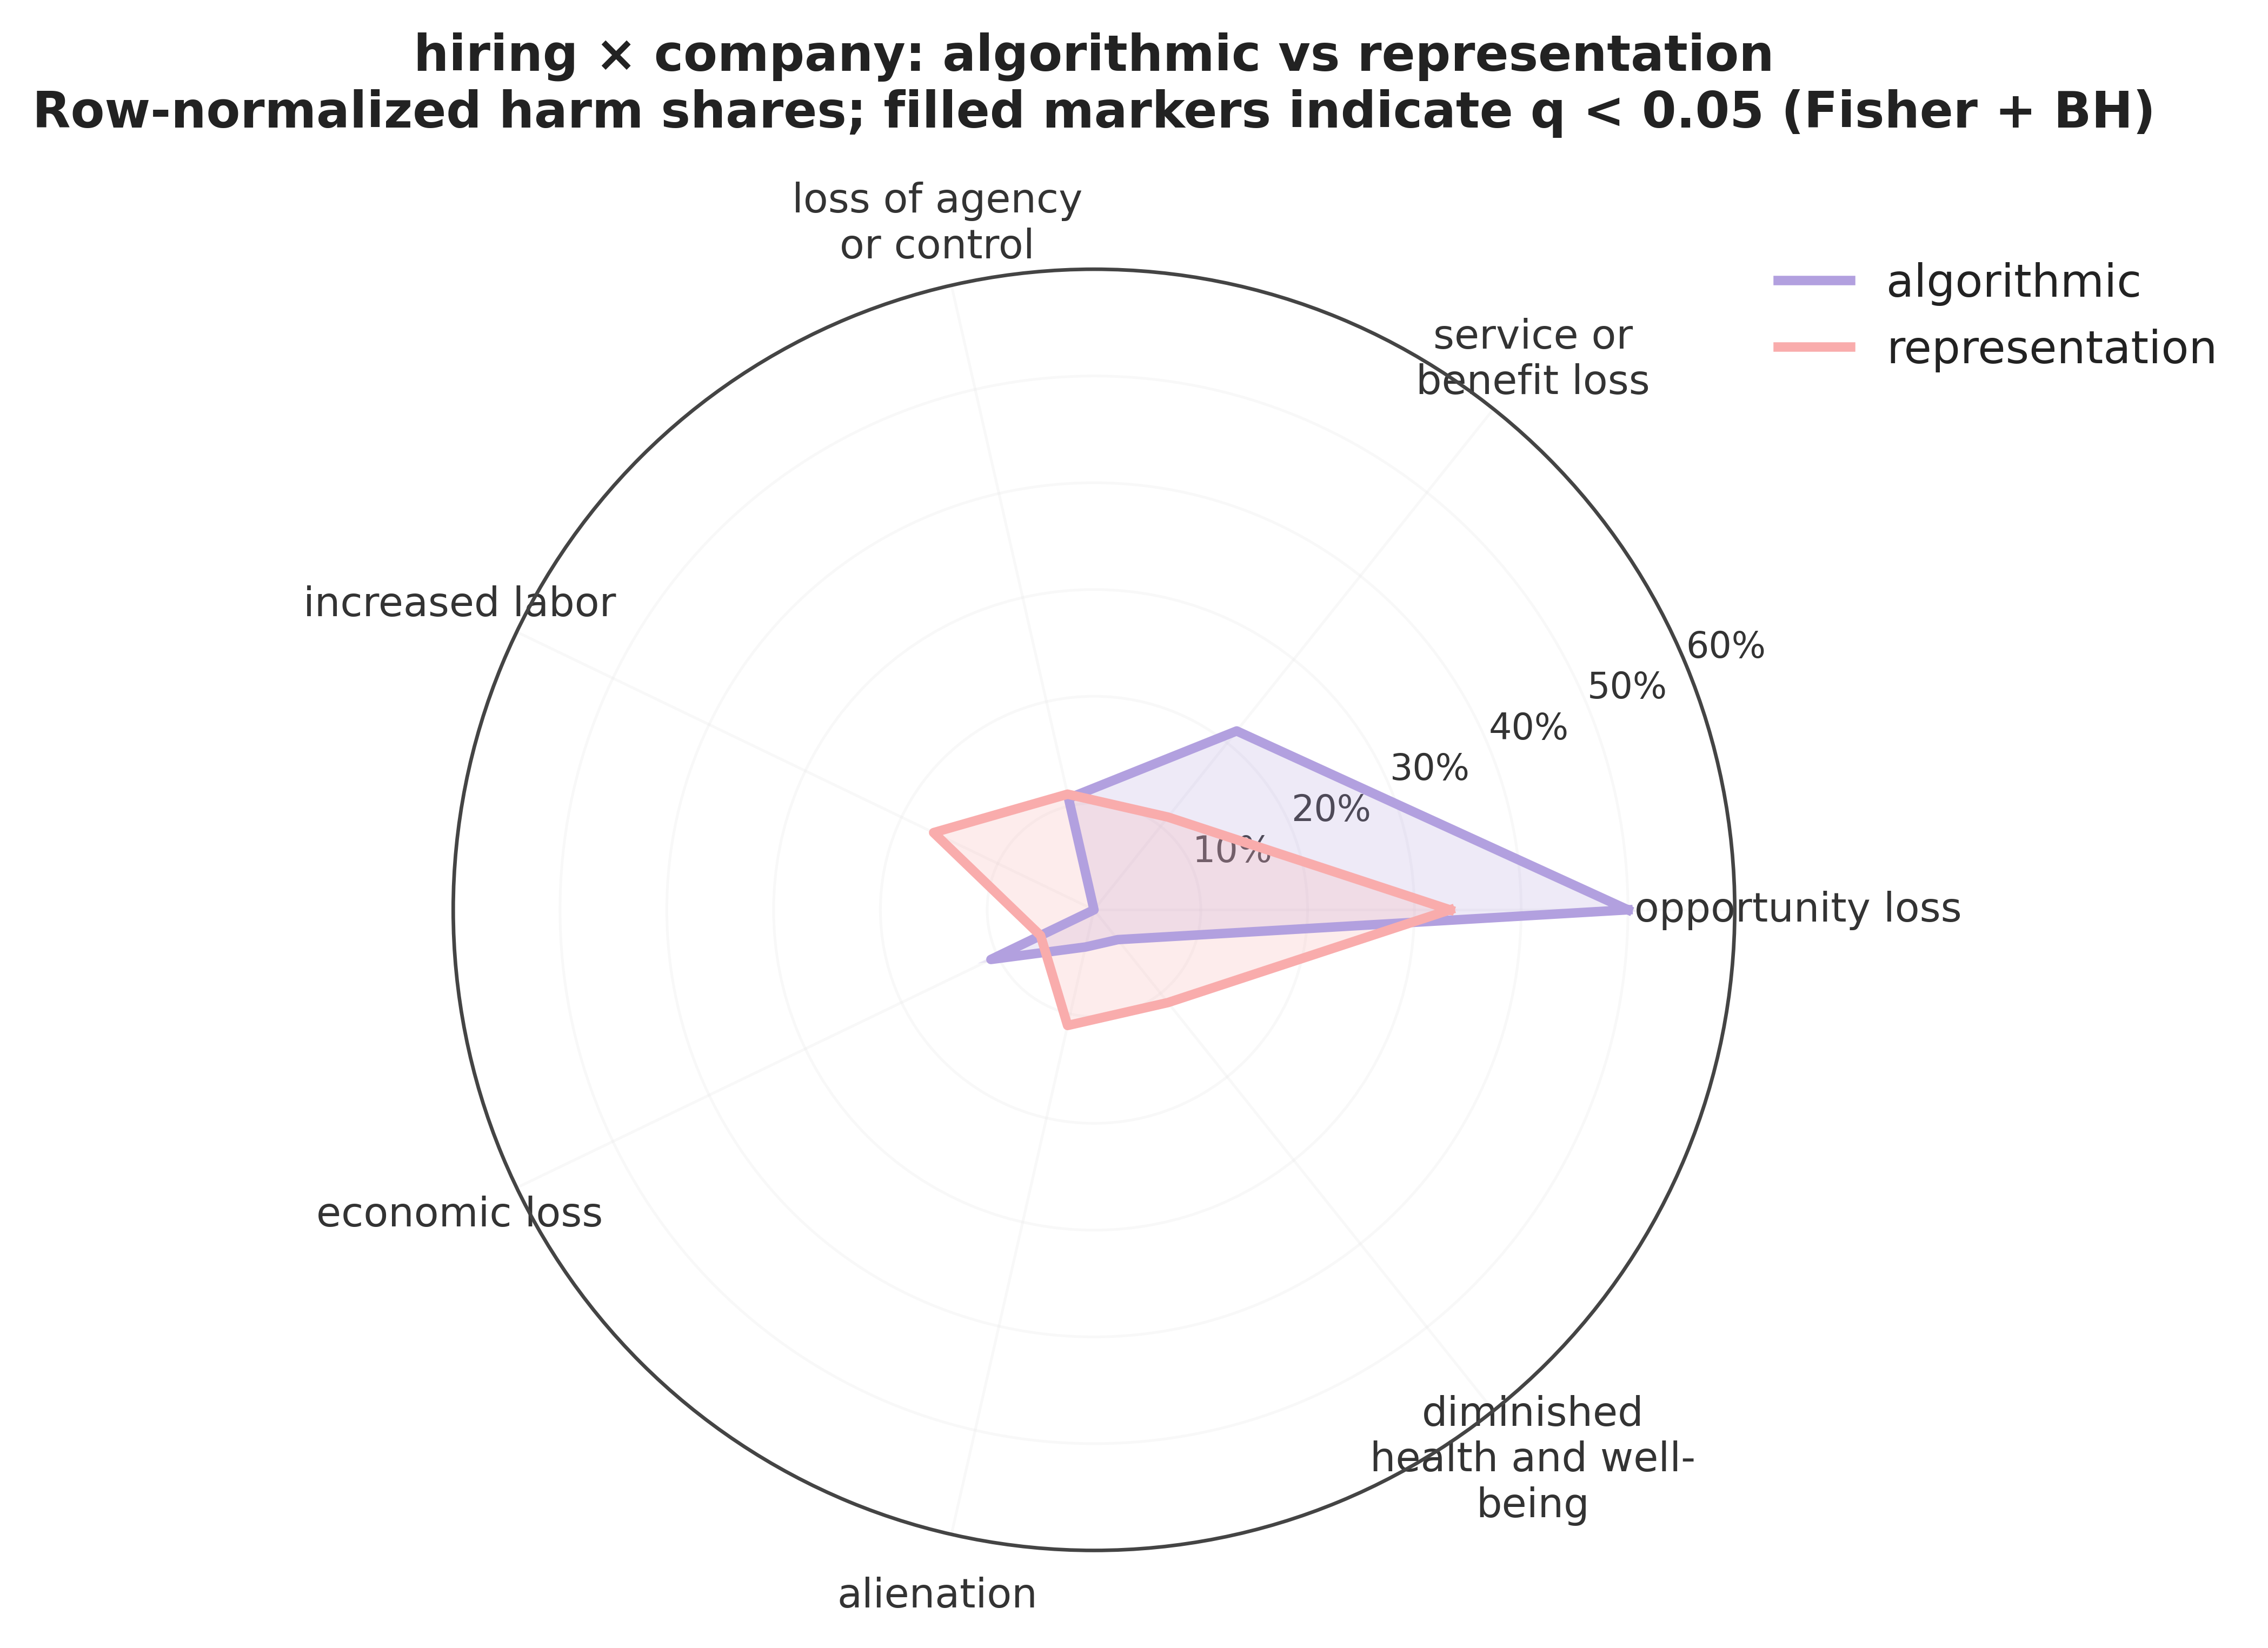 hiring × company: algorithmic vs representation
Row-normalized harm shares; filled markers indicate q < 0.05 (Fisher + BH)
loss of agency
or control
service or
benefit loss
algorithmic
representation
increased labor
60%
50%
40%
30%
20%
10%
opportunity loss
economic loss
diminished
health and well-
being
alienation